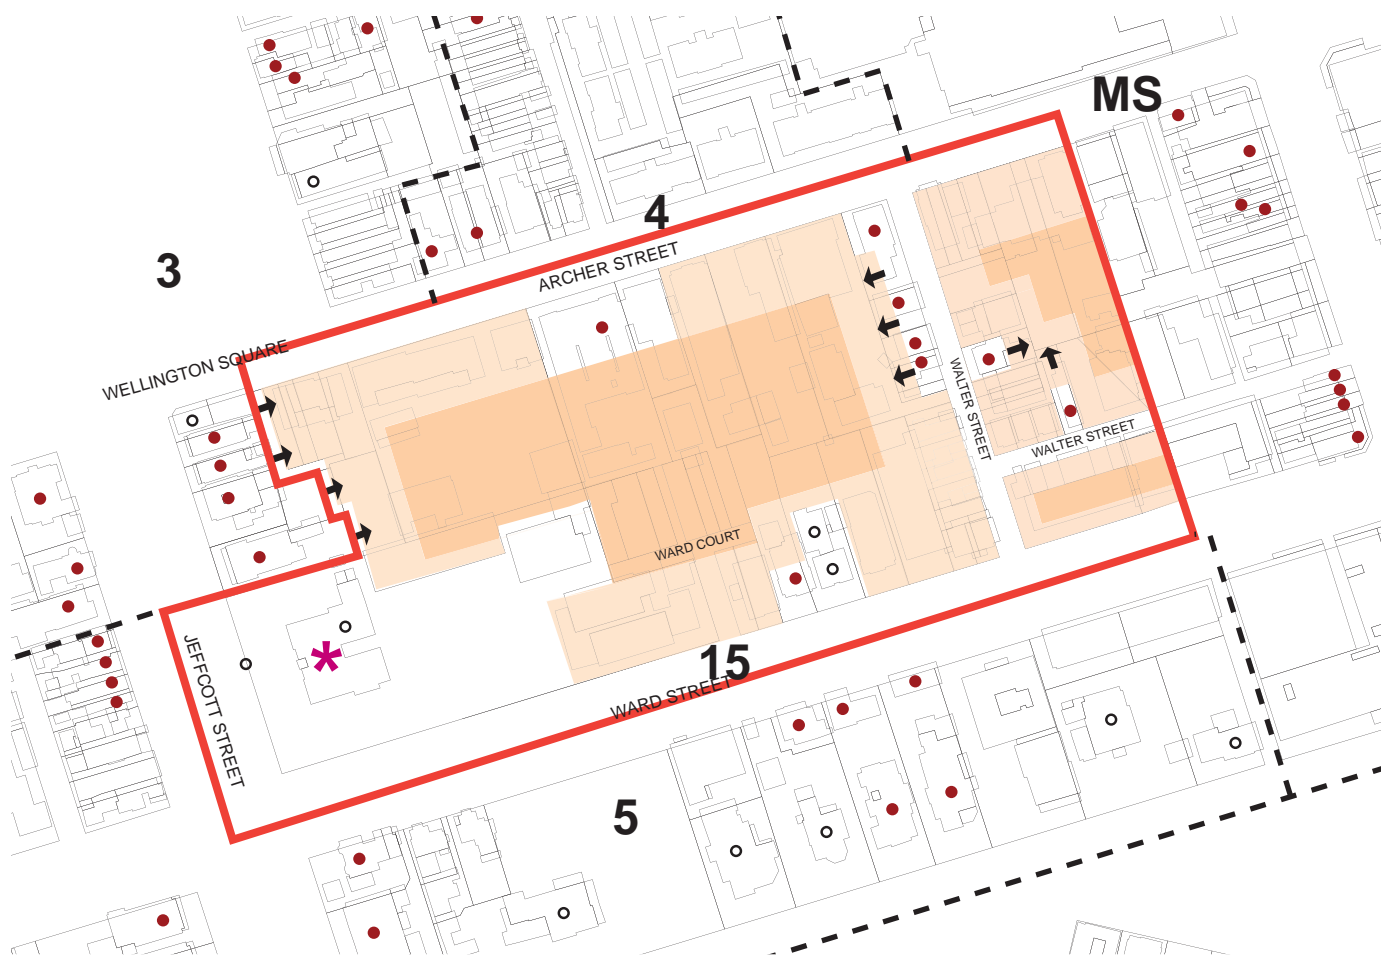 MS
4
ARCHER STREET
3
WELLINGTON SQUARE
WALTER STREET
WALTER STREET
WARD COURT
*
15
WARD STREET
JEFFCOTT STREET
5